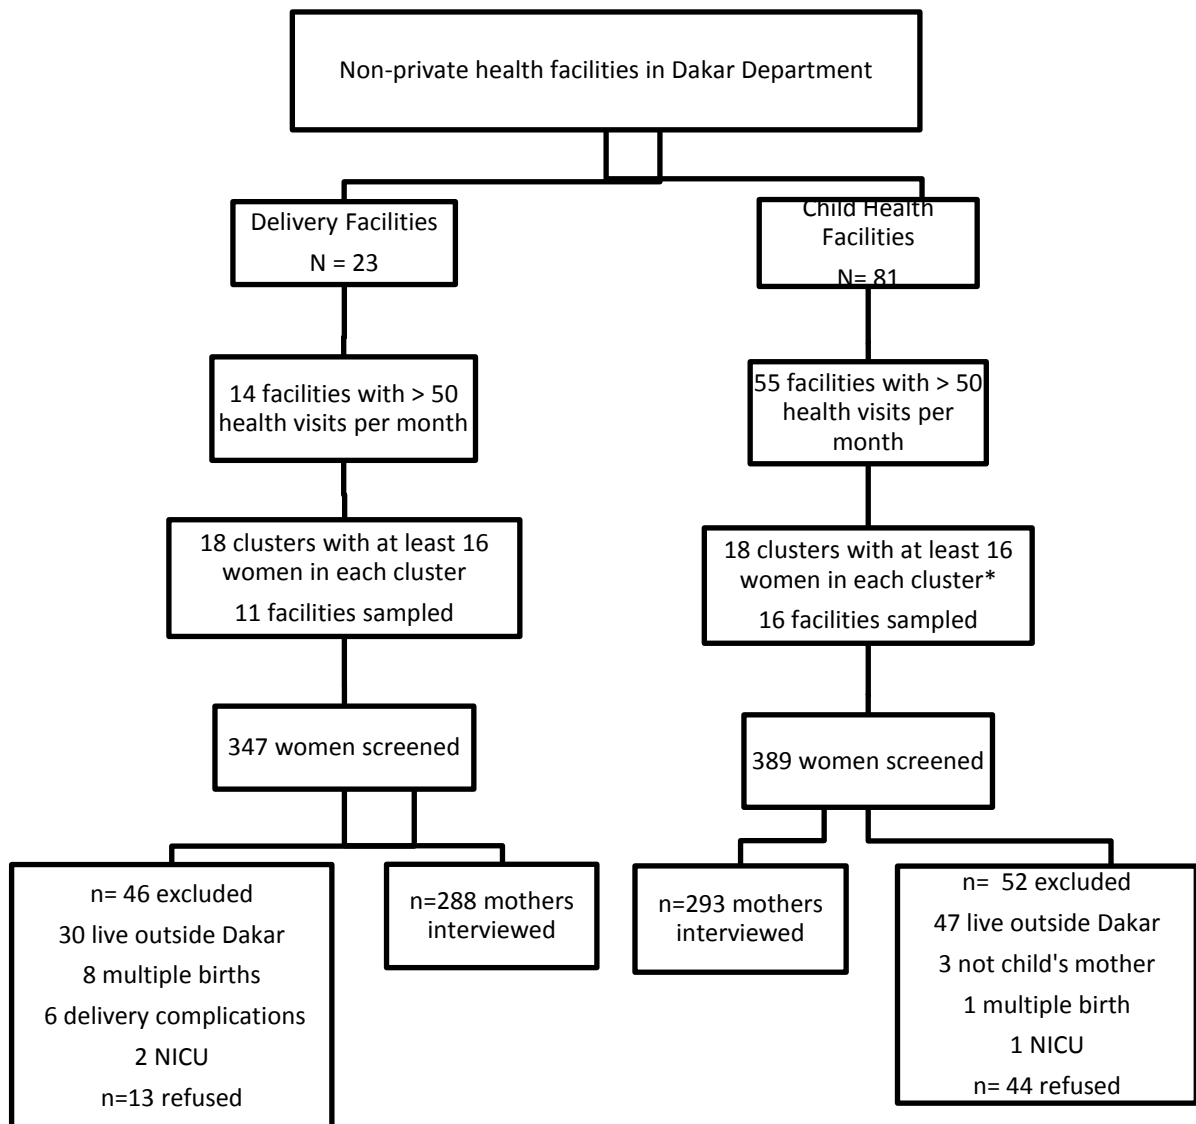 Non-private health facilities in Dakar Department
Delivery Facilities
N = 23
Child Health
Facilities
N= 81
14 facilities with > 50
health visits per month
55 facilities with > 50
health visits per
month
18 clusters with at least 16
women in each cluster
11 facilities sampled
18 clusters with at least 16
women in each cluster*
16 facilities sampled
347 women screened
389 women screened
n= 46 excluded
30 live outside Dakar
8 multiple births
6 delivery complications
2 NICU
n=13 refused
n=288 mothers
interviewed
n=293 mothers
interviewed
n=  52 excluded
47 live outside Dakar
3 not child's mother
1 multiple birth
1 NICU
n= 44 refused